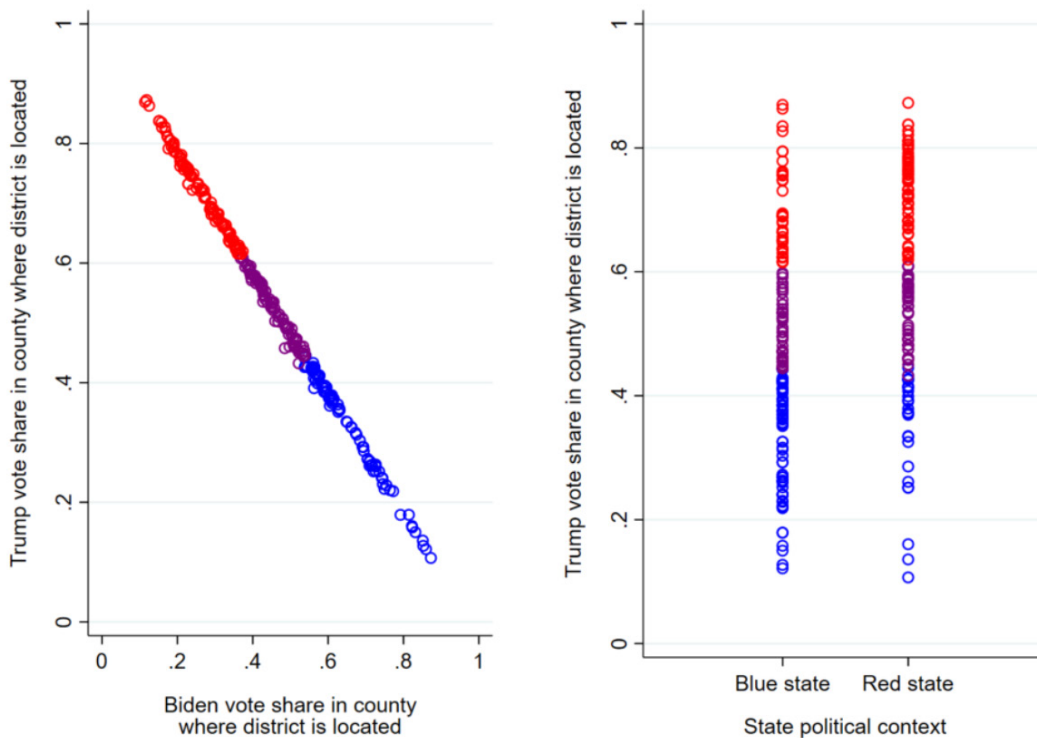 Trump vote share in county where district is located
1
.8
.6
.4
.2
0
0 .2 .4 .6 .8 1
Biden vote share in county
where district is located
Trump vote share in county where district is located
1
.8
.6
.4
.2
0
Blue state Red state
State political context